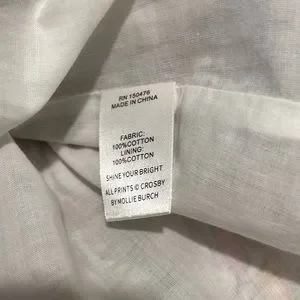 RN 150476
MADE IN CHINA
FABRIC:
100%COTTON
LINING:
100%COTTON
SHINE YOUR BRIGHT
ALL PRINTS © CROSBY
BY MOLLIE BURCH